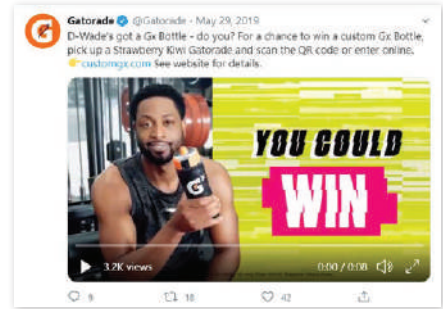 Gatorade @Gatorade · May 29, 2019
D-Wade's got a Gx Bottle - do you? For a chance to win a custom Gx Bottle,
pick up a Strawberry Kiwi Gatorade and scan the QR code or enter online.
👉customgx.com See website for details.
G
YOU COULD
WIN
3.2K views
0:00 / 0:08
9 18 42